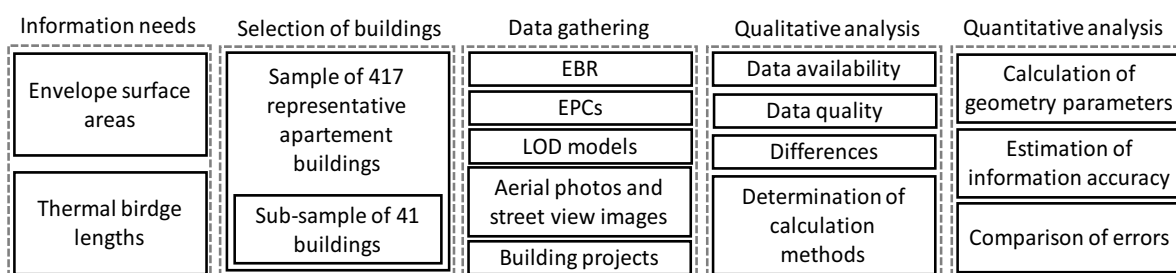 Information needs
Envelope surface
areas
Thermal birdge
lengths
Selection of buildings
Sample of 417
representative
apartement
buildings
Sub-sample of 41
buildings
Data gathering
EBR
EPCs
LOD models
Aerial photos and
street view images
Building projects
Qualitative analysis
Data availability
Data quality
Differences
Determination of
calculation
methods
Quantitative analysis
Calculation of
geometry parameters
Estimation of
information accuracy
Comparison of errors